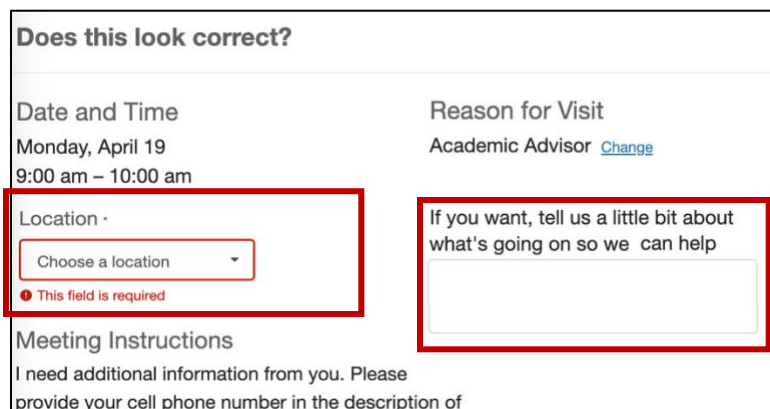 Does this look correct?
Date and Time
Monday, April 19
9:00 am – 10:00 am
Location •
Choose a location
This field is required
Meeting Instructions
I need additional information from you. Please
provide your cell phone number in the description of
Reason for Visit
Academic Advisor Change
If you want, tell us a little bit about
what's going on so we can help